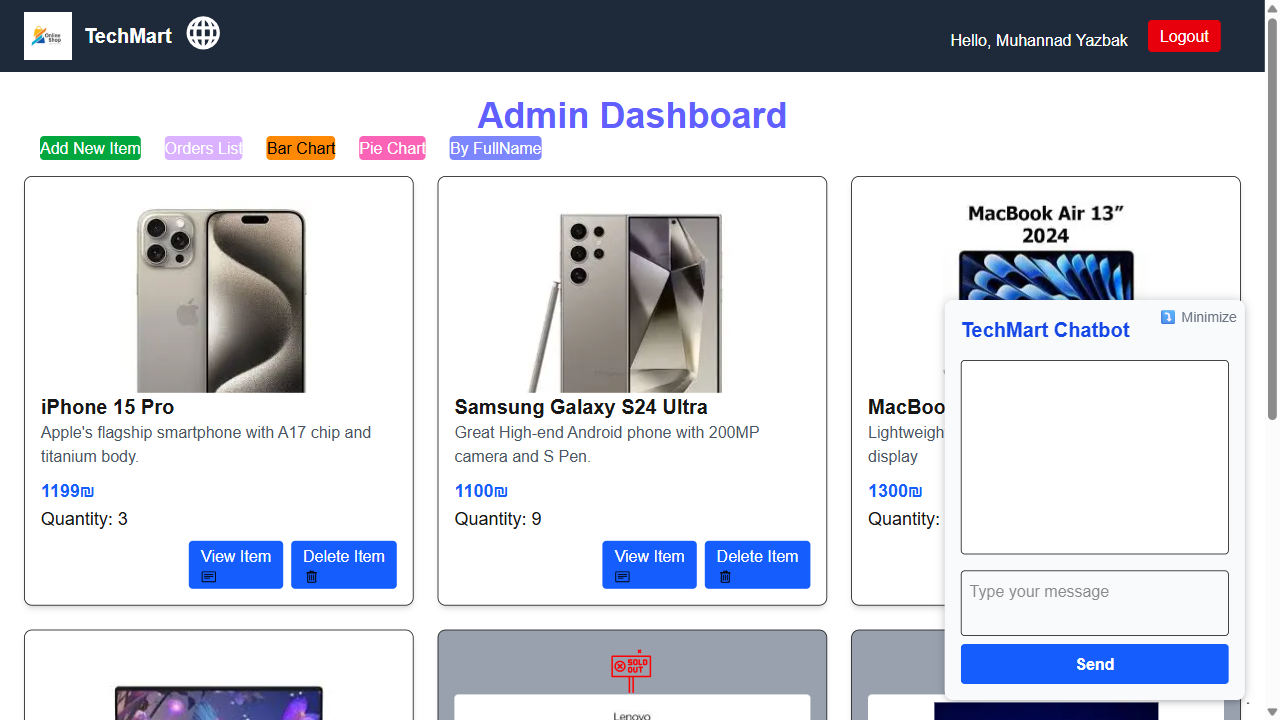 Online
Shop
TechMart
Hello, Muhannad Yazbak
Logout
Admin Dashboard
Add New Item
Orders List
Bar Chart
Pie Chart
By FullName
iPhone 15 Pro
Apple's flagship smartphone with A17 chip and
titanium body.
1199₪
Quantity: 3
View Item
Delete Item
Samsung Galaxy S24 Ultra
Great High-end Android phone with 200MP
camera and S Pen.
1100₪
Quantity: 9
View Item
Delete Item
MacBook Air 13”
2024
MacBoo
Lightweigh
display
1300₪
Quantity:
Minimize
TechMart Chatbot
Type your message
Send
SOLD
OUT
Lenovo